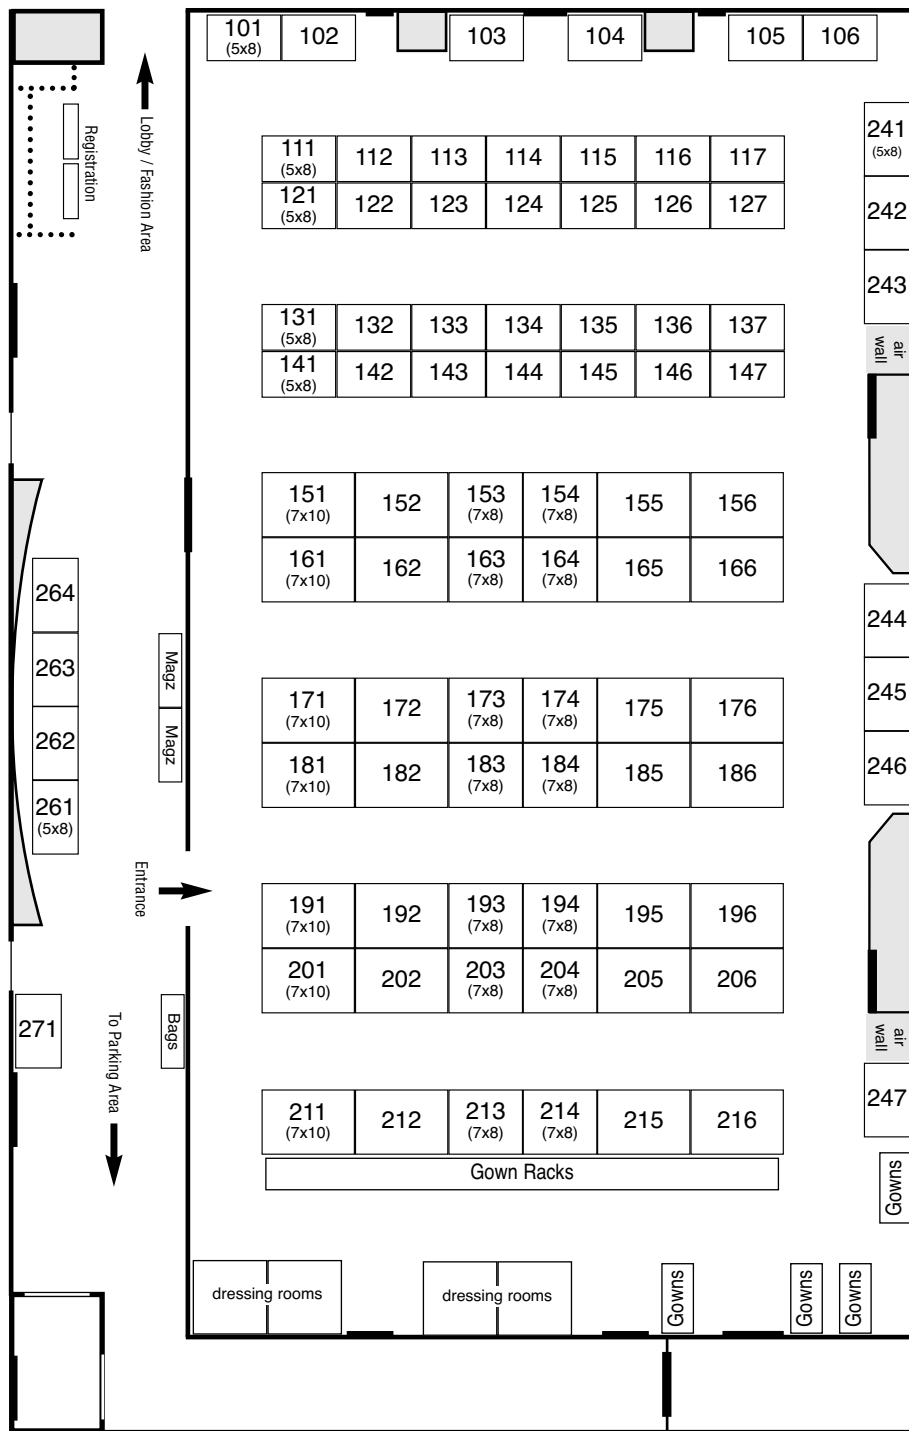 101 102 103 104 105 106
(5x8)
Lobby / Fashion Area
Registration
111 112 113 114 115 116 117
(5x8)
121 122 123 124 125 126 127
(5x8)
241
(5x8)
242
243
air
wall
131 132 133 134 135 136 137
(5x8)
141 142 143 144 145 146 147
(5x8)
151 152 153 154 155 156
(7x10) (7x8) (7x8)
161 162 163 164 165 166
(7x10) (7x8) (7x8)
264
263
262
261
(5x8)
Magz
Magz
244
245
246
171 172 173 174 175 176
(7x10) (7x8) (7x8)
181 182 183 184 185 186
(7x10) (7x8) (7x8)
Entrance
191 192 193 194 195 196
(7x10) (7x8) (7x8)
201 202 203 204 205 206
(7x10) (7x8) (7x8)
271
To Parking Area
Bags
air
wall
247
211 212 213 214 215 216
(7x10) (7x8) (7x8)
Gown Racks
Gowns
dressing rooms dressing rooms Gowns Gowns Gowns